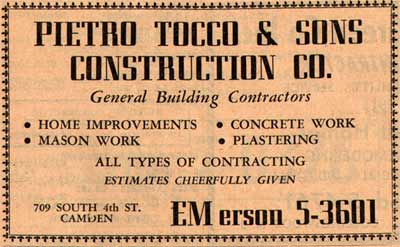 PIETRO TOCCO & SONS
CONSTRUCTION CO.
General Building Contractors
• HOME IMPROVEMENTS • CONCRETE WORK
• MASON WORK • PLASTERING
ALL TYPES OF CONTRACTING
ESTIMATES CHEERFULLY GIVEN
709 SOUTH 4th ST.
CAMDEN
EMerson 5-3601